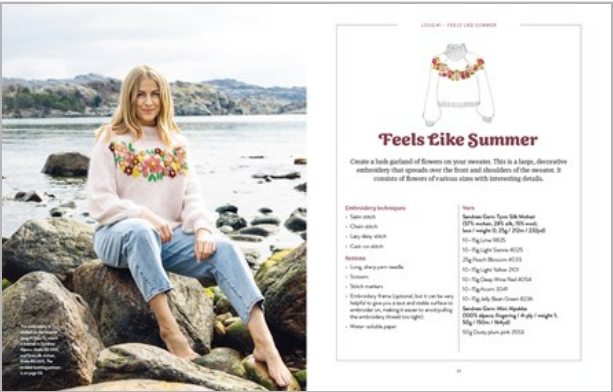 LOUIS #1 – FEELS LIKE SUMMER
Feels Like Summer
Create a lush garland of flowers on your sweater. This is a large, decorative
embroidery that spreads over the front and shoulders of the sweater. It
consists of flowers of various sizes with interesting details.
Embroidery techniques
• Satin stitch
• Chain stitch
• Lazy daisy stitch
• Cast-on stitch
Notions
• Long, sharp yarn needle
• Scissors
• Stitch markers
• Embroidery frame (optional, but it can be very
helpful to give you a taut and stable surface to
embroider on, making it easier to avoid pulling
the embroidery thread too tight)
• Water-soluble paper
Yarn
Sandnes Garn: Tynn Silk Mohair
(57% mohair, 28% silk, 15% wool;
lace / weight 0; 25g / 212m / 232yd)
10–15g Lime 9825
10–15g Light Sienna 4025
25g Peach Blossom 4033
10–15g Light Yellow 2101
10–15g Deep Wine Red 4054
10–15g Acorn 3041
10–15g Jelly Bean Green 8236
Sandnes Garn: Mini Alpakka
(100% alpaca; fingering / 4-ply / weight 1;
50g / 150m / 164yd)
50g Dusty plum pink 3553